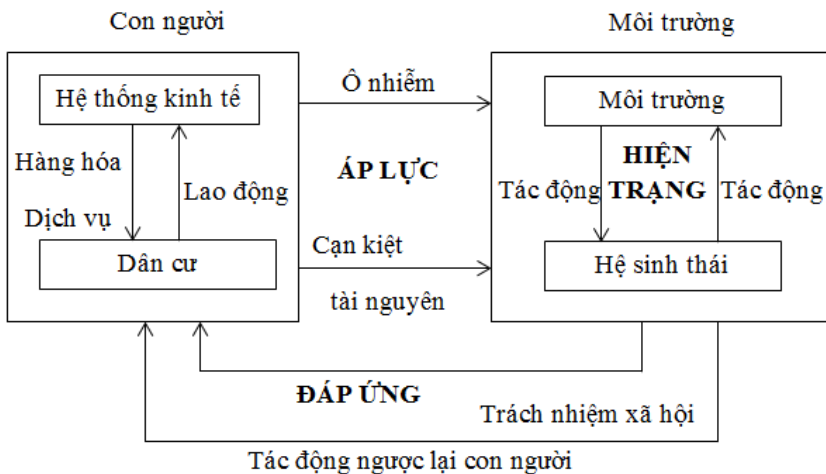 Con người
Môi trường
Hệ thống kinh tế
Ô nhiễm
Môi trường
Hàng hóa
Lao động
Dịch vụ
ÁP LỰC
HIỆN
TRẠNG
Tác động
Tác động
Dân cư
Cạn kiệt
tài nguyên
Hệ sinh thái
ĐÁP ỨNG
Trách nhiệm xã hội
Tác động ngược lại con người